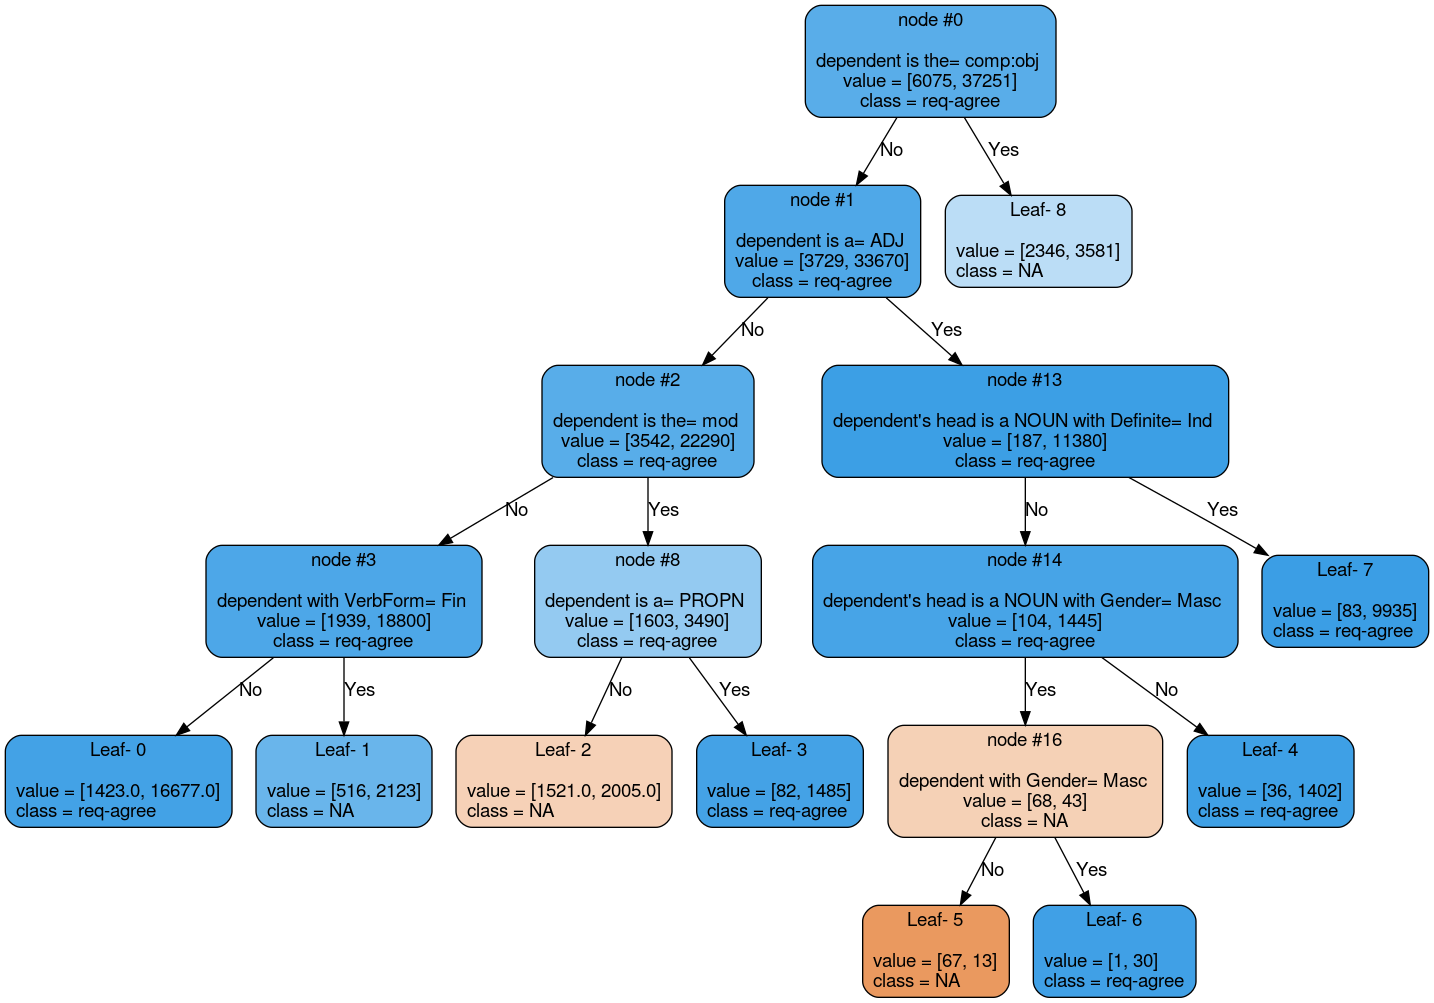 node #0
dependent is the= comp:obj
value = [6075, 37251]
class = req-agree
No
Yes
node #1
dependent is a= ADJ
value = [3729, 33670]
class = req-agree
Leaf- 8
value = [2346, 3581]
class = NA
No
Yes
node #2
dependent is the= mod
value = [3542, 22290]
class = req-agree
node #13
dependent's head is a NOUN with Definite= Ind
value = [187, 11380]
class = req-agree
No
Yes
No
Yes
node #3
dependent with VerbForm= Fin
value = [1939, 18800]
class = req-agree
node #8
dependent is a= PROPN
value = [1603, 3490]
class = req-agree
node #14
dependent's head is a NOUN with Gender= Masc
value = [104, 1445]
class = req-agree
Leaf- 7
value = [83, 9935]
class = req-agree
No
Yes
No
Yes
Yes
No
Leaf- 0
value = [1423.0, 16677.0]
class = req-agree
Leaf- 1
value = [516, 2123]
class = NA
Leaf- 2
value = [1521.0, 2005.0]
class = NA
Leaf- 3
value = [82, 1485]
class = req-agree
node #16
dependent with Gender= Masc
value = [68, 43]
class = NA
Leaf- 4
value = [36, 1402]
class = req-agree
No
Yes
Leaf- 5
value = [67, 13]
class = NA
Leaf- 6
value = [1, 30]
class = req-agree